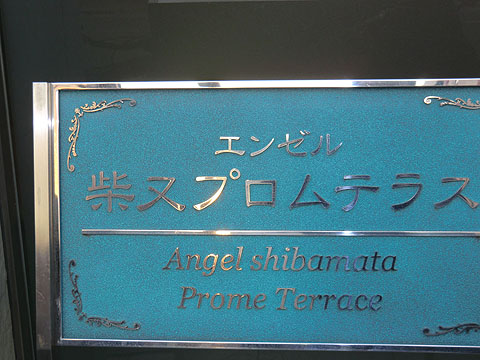 エンゼル
柴又プロムテラス
Angel shibamata
Prome Terrace